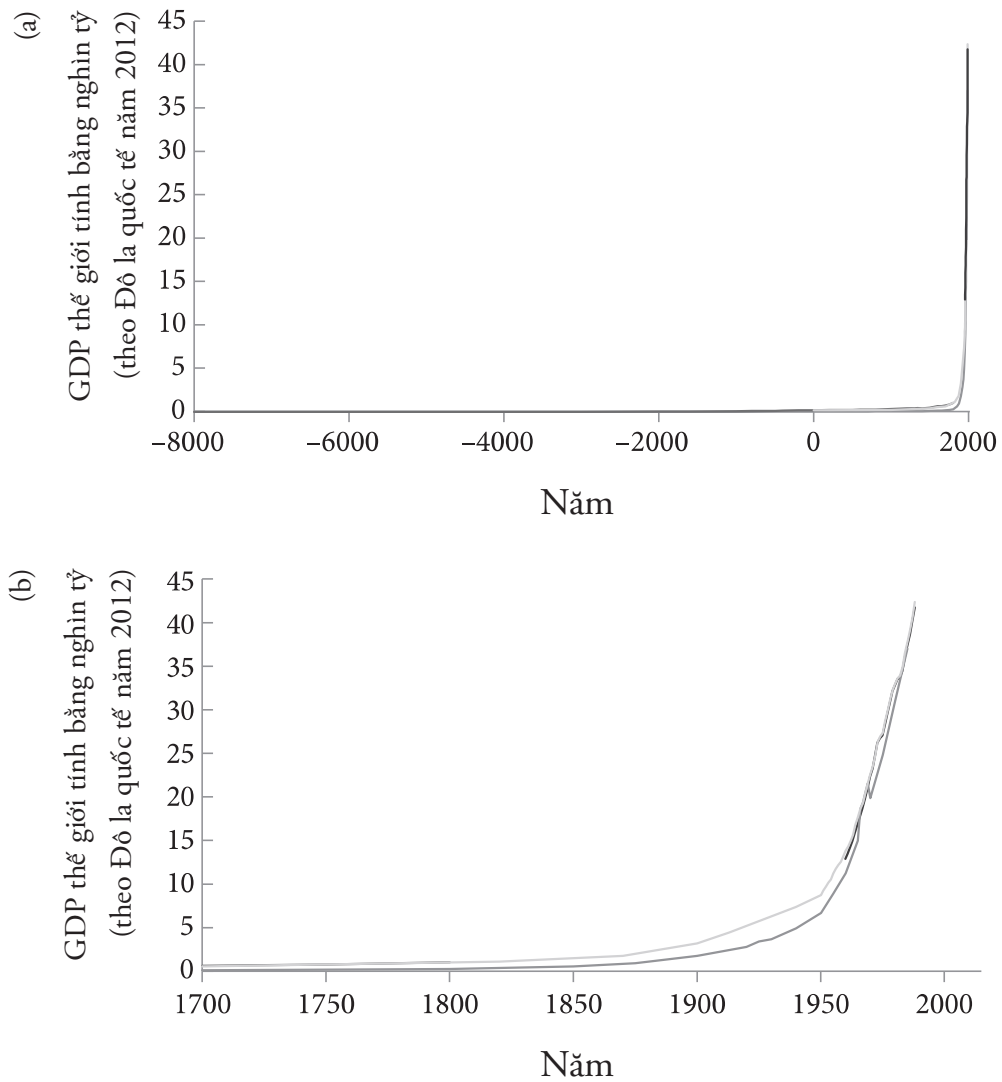 (a)
GDP thế giới tính bằng nghìn tỷ
(theo Đô la quốc tế năm 2012)
45
40
35
30
25
20
15
10
5
0
–8000 –6000 –4000 –2000 0 2000
Năm
(b)
GDP thế giới tính bằng nghìn tỷ
(theo Đô la quốc tế năm 2012)
45
40
35
30
25
20
15
10
5
0
1700 1750 1800 1850 1900 1950 2000
Năm